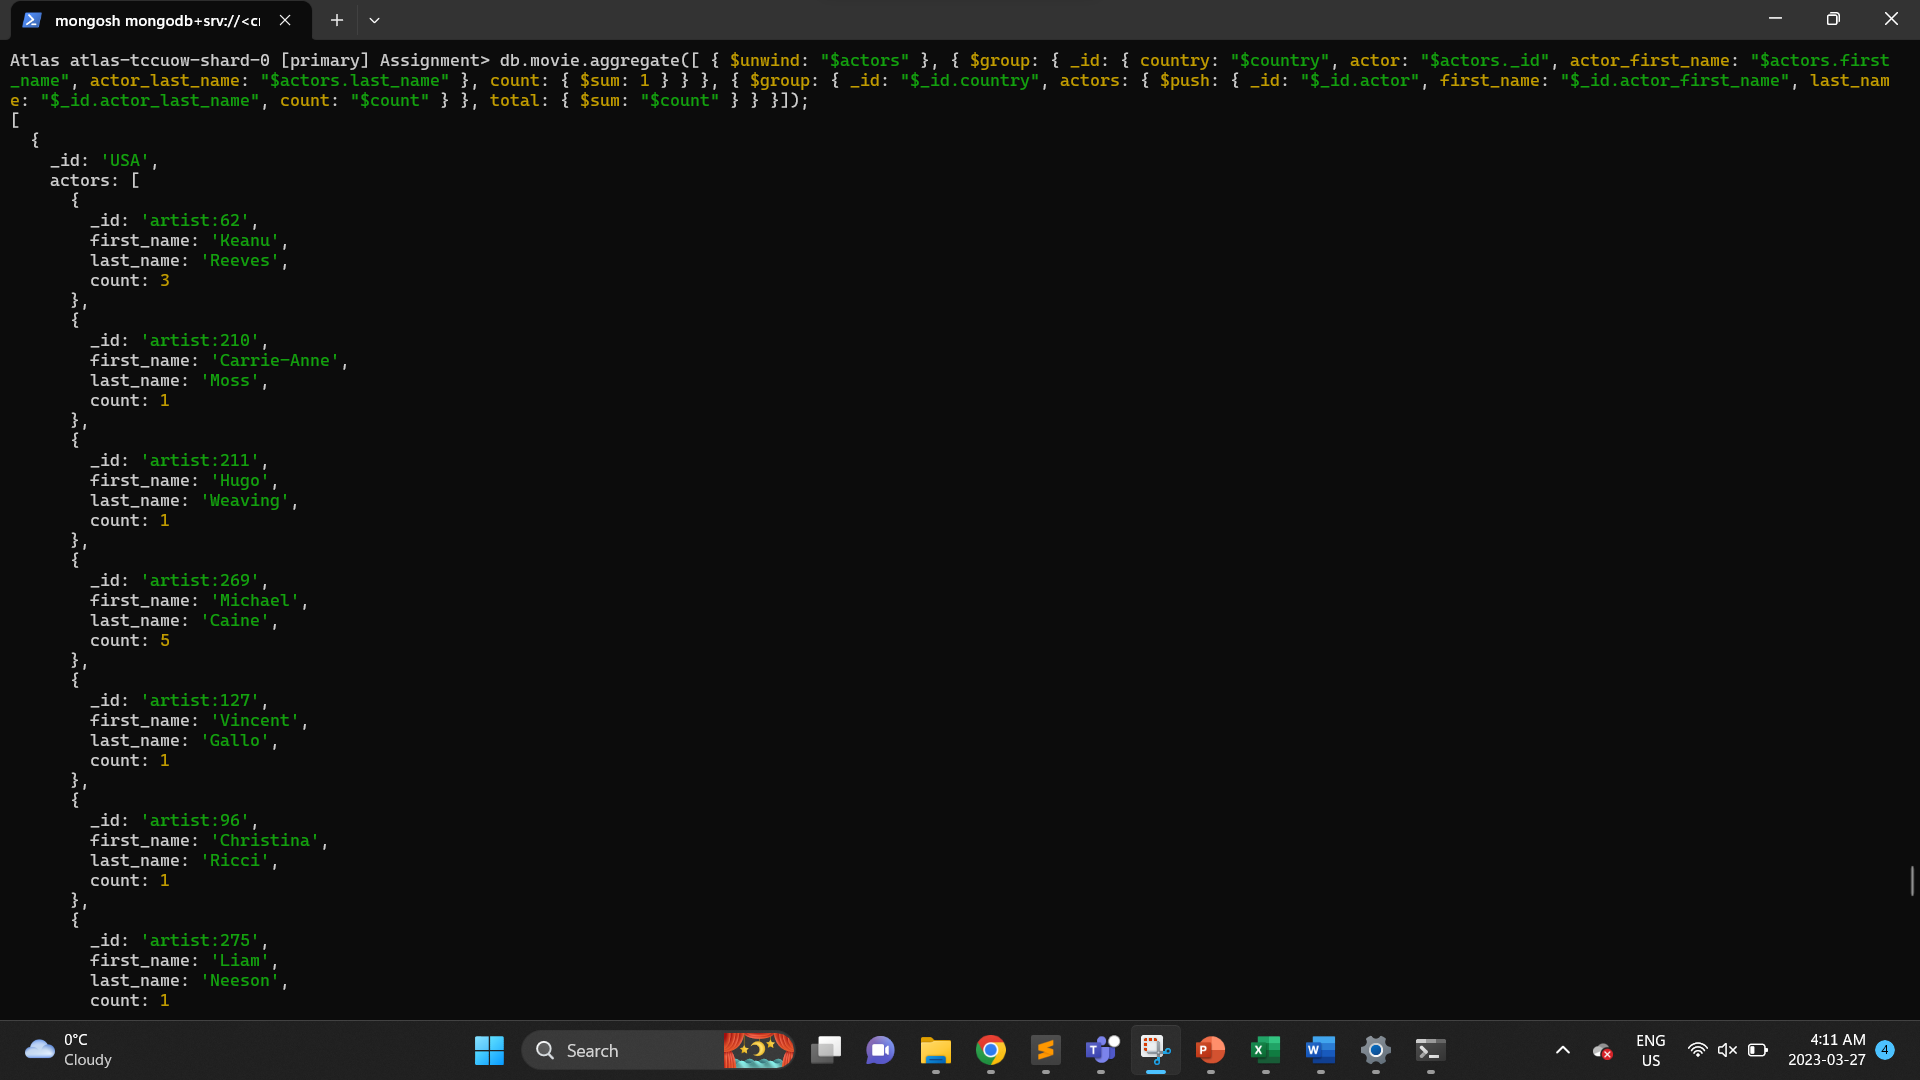 mongosh mongodb+srv://<cr
Atlas atlas-tccuow-shard-0 [primary] Assignment> db.movie.aggregate([ { $unwind: "$actors" }, { $group: { _id: { country: "$country", actor: "$actors._id", actor_first_name: "$actors.first
_name", actor_last_name: "$actors.last_name" }, count: { $sum: 1 } } }, { $group: { _id: "$_id.country", actors: { $push: { _id: "$_id.actor", first_name: "$_id.actor_first_name", last_nam
e: "$_id.actor_last_name", count: "$count" } }, total: { $sum: "$count" } } }]);
[
  {
    _id: 'USA',
    actors: [
      {
        _id: 'artist:62',
        first_name: 'Keanu',
        last_name: 'Reeves',
        count: 3
      },
      {
        _id: 'artist:210',
        first_name: 'Carrie-Anne',
        last_name: 'Moss',
        count: 1
      },
      {
        _id: 'artist:211',
        first_name: 'Hugo',
        last_name: 'Weaving',
        count: 1
      },
      {
        _id: 'artist:269',
        first_name: 'Michael',
        last_name: 'Caine',
        count: 5
      },
      {
        _id: 'artist:127',
        first_name: 'Vincent',
        last_name: 'Gallo',
        count: 1
      },
      {
        _id: 'artist:96',
        first_name: 'Christina',
        last_name: 'Ricci',
        count: 1
      },
      {
        _id: 'artist:275',
        first_name: 'Liam',
        last_name: 'Neeson',
        count: 1
0°C
Cloudy
Search
ENG
US
4:11 AM
2023-03-27
4